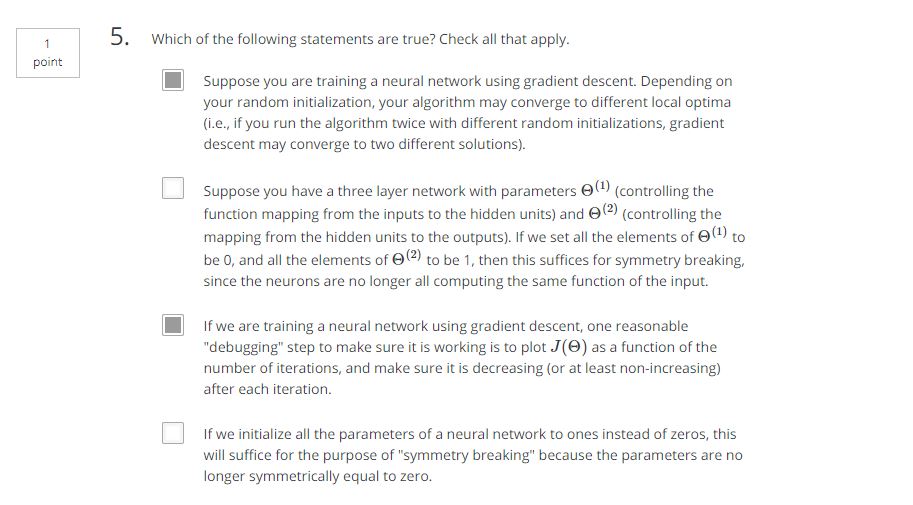 1
point
5. Which of the following statements are true? Check all that apply.
Suppose you are training a neural network using gradient descent. Depending on
your random initialization, your algorithm may converge to different local optima
(i.e., if you run the algorithm twice with different random initializations, gradient
descent may converge to two different solutions).
Suppose you have a three layer network with parameters Θ⁽¹⁾ (controlling the
function mapping from the inputs to the hidden units) and Θ⁽²⁾ (controlling the
mapping from the hidden units to the outputs). If we set all the elements of Θ⁽¹⁾ to
be 0, and all the elements of Θ⁽²⁾ to be 1, then this suffices for symmetry breaking,
since the neurons are no longer all computing the same function of the input.
If we are training a neural network using gradient descent, one reasonable
"debugging" step to make sure it is working is to plot J(Θ) as a function of the
number of iterations, and make sure it is decreasing (or at least non-increasing)
after each iteration.
If we initialize all the parameters of a neural network to ones instead of zeros, this
will suffice for the purpose of "symmetry breaking" because the parameters are no
longer symmetrically equal to zero.